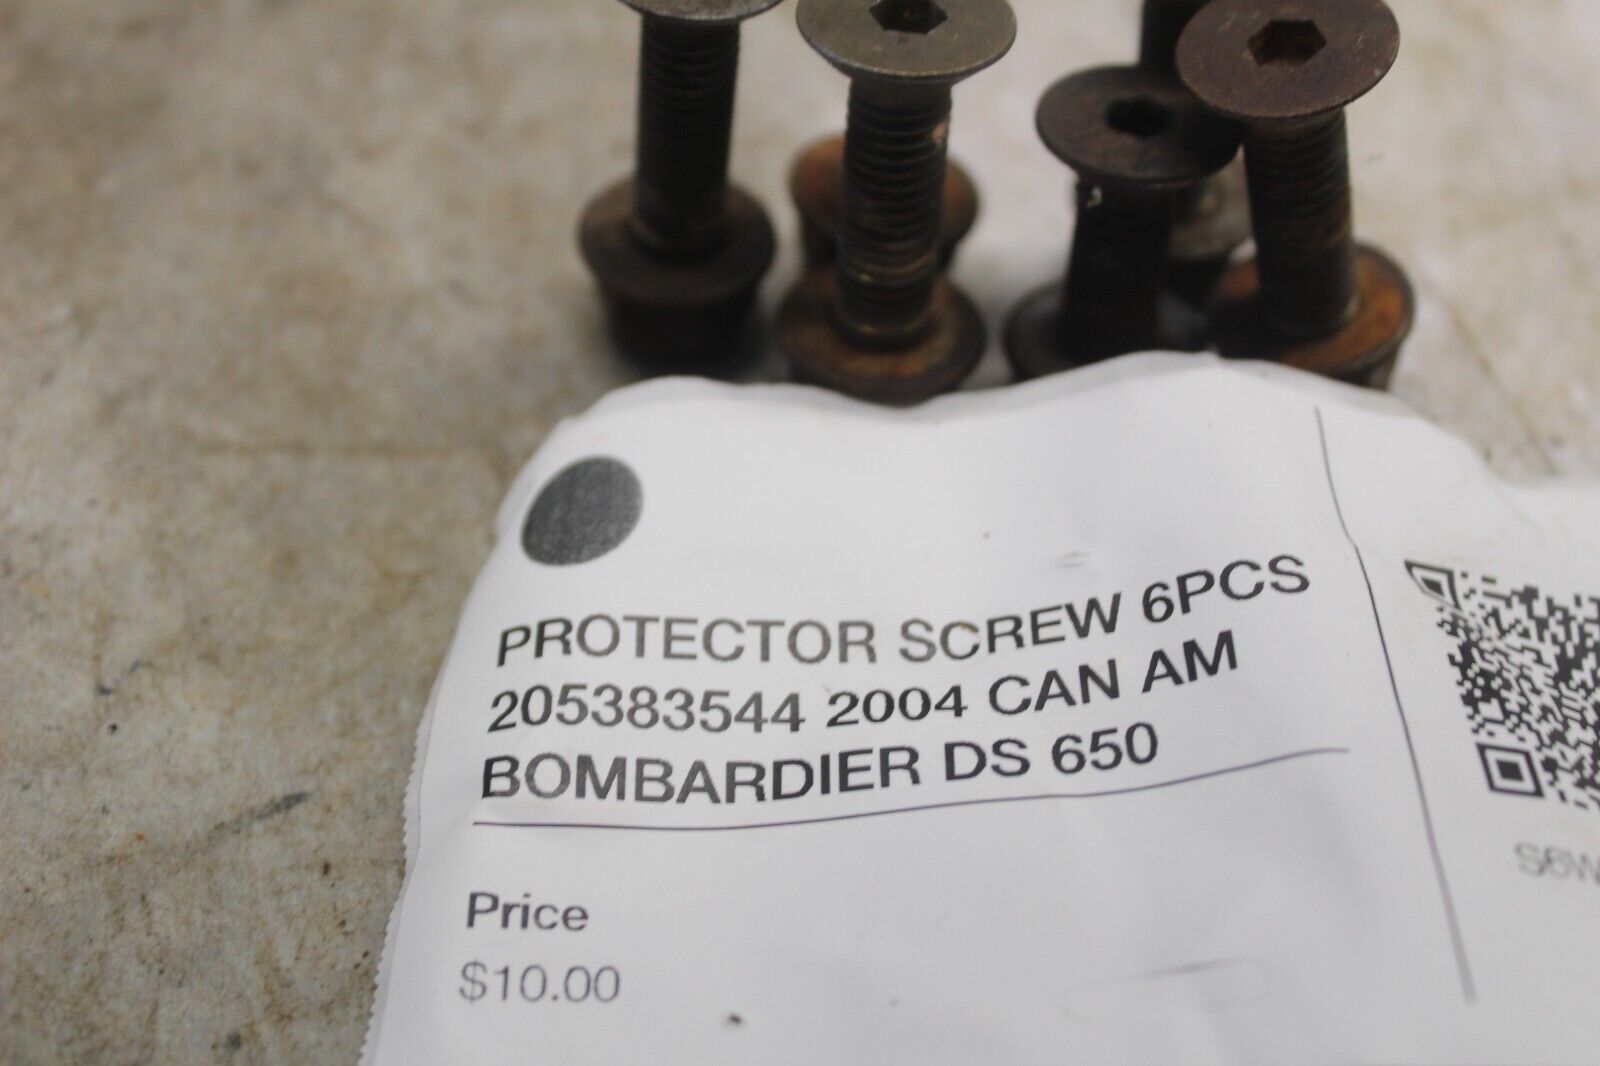 PROTECTOR SCREW 6PCS
205383544 2004 CAN AM
BOMBARDIER DS 650
Price
$10.00